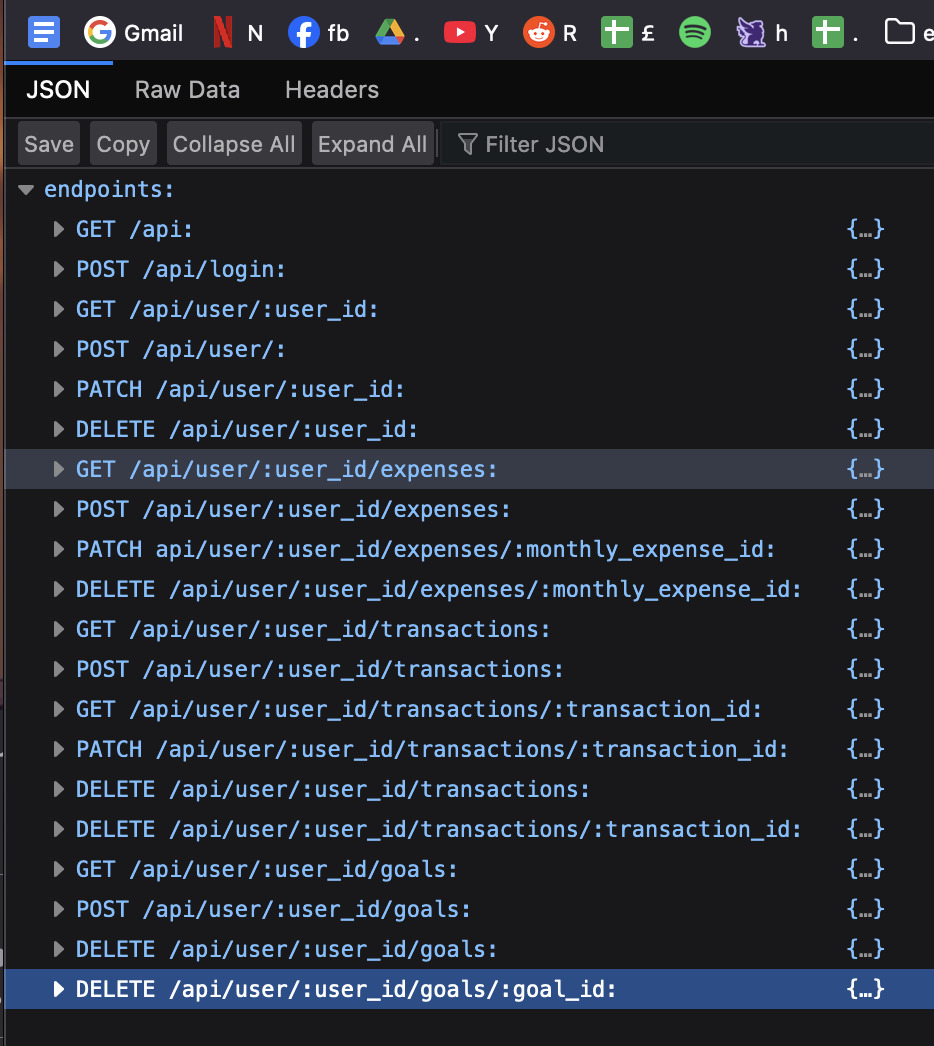 Gmail N fb . Y R £ h . e
JSON Raw Data Headers
Save Copy Collapse All Expand All Filter JSON
endpoints:
GET /api: {…}
POST /api/login: {…}
GET /api/user/:user_id: {…}
POST /api/user/: {…}
PATCH /api/user/:user_id: {…}
DELETE /api/user/:user_id: {…}
GET /api/user/:user_id/expenses: {…}
POST /api/user/:user_id/expenses: {…}
PATCH api/user/:user_id/expenses/:monthly_expense_id: {…}
DELETE /api/user/:user_id/expenses/:monthly_expense_id: {…}
GET /api/user/:user_id/transactions: {…}
POST /api/user/:user_id/transactions: {…}
GET /api/user/:user_id/transactions/:transaction_id: {…}
PATCH /api/user/:user_id/transactions/:transaction_id: {…}
DELETE /api/user/:user_id/transactions: {…}
DELETE /api/user/:user_id/transactions/:transaction_id: {…}
GET /api/user/:user_id/goals: {…}
POST /api/user/:user_id/goals: {…}
DELETE /api/user/:user_id/goals: {…}
DELETE /api/user/:user_id/goals/:goal_id: {…}